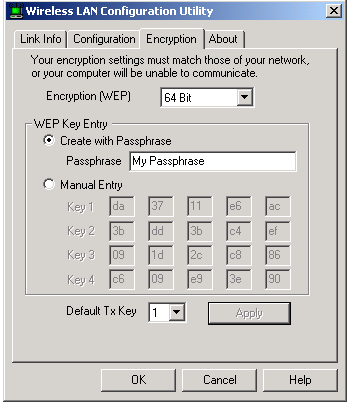 Wireless LAN Configuration Utility
Link Info Configuration Encryption About
Your encryption settings must match those of your network,
or your computer will be unable to communicate.
Encryption (WEP) 64 Bit
WEP Key Entry
Create with Passphrase
Passphrase My Passphrase
Manual Entry
Key 1 da 37 11 e6 ac
Key 2 3b dd 3b c4 ef
Key 3 09 1d 2c c8 86
Key 4 c6 09 e9 3e 90
Default Tx Key 1 Apply
OK Cancel Help